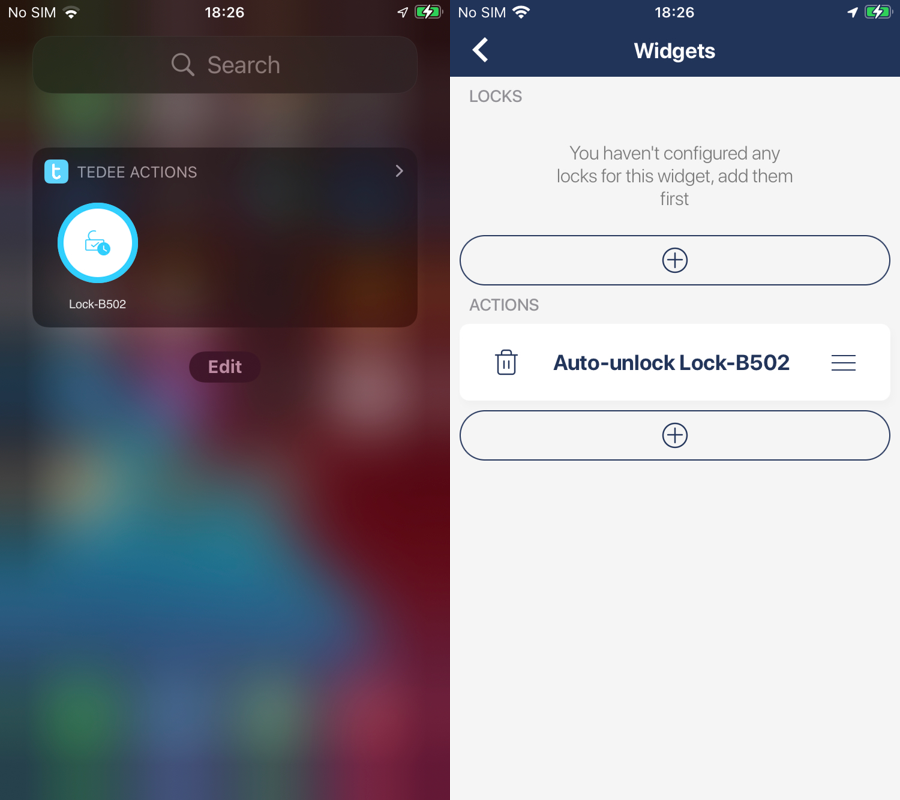 No SIM
18:26
Search
TEDEE ACTIONS
Lock-B502
Edit
No SIM
18:26
Widgets
LOCKS
You haven't configured any
locks for this widget, add them
first
ACTIONS
Auto-unlock Lock-B502